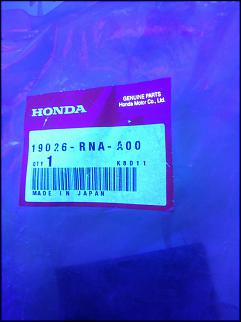 GENUINE PARTS
HONDA Honda Motor Co., Ltd.
19026-RNA-A00
QTY 1 K8D11
MADE IN JAPAN